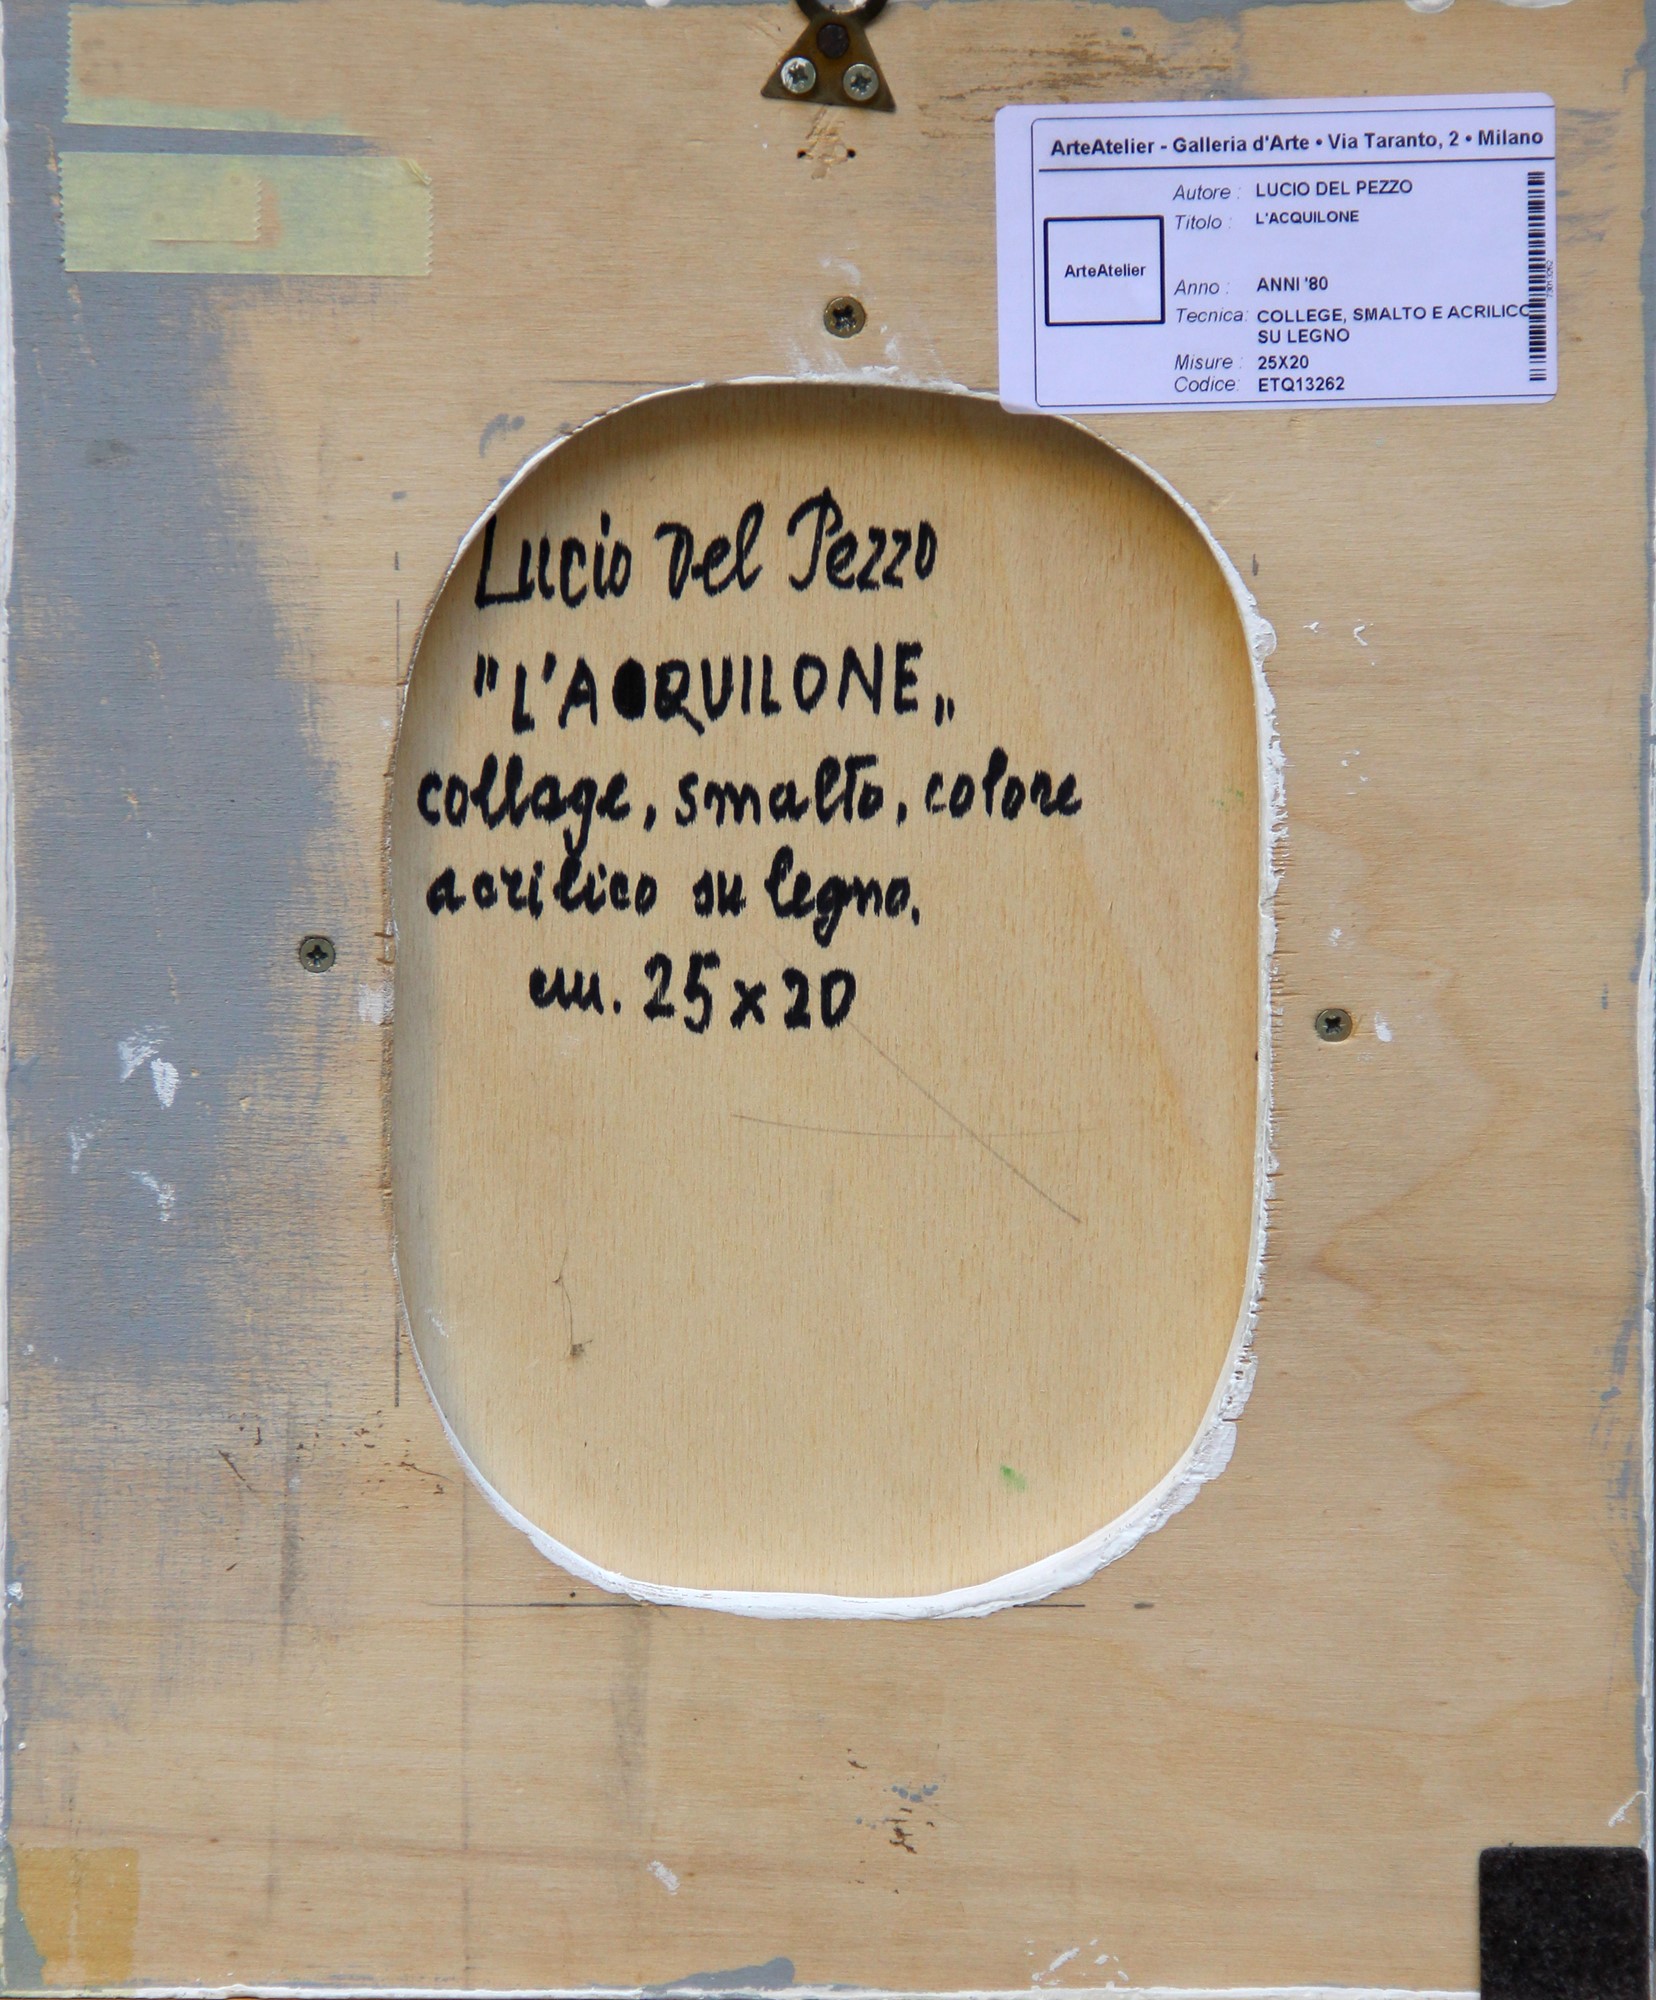 ArteAtelier - Galleria d'Arte • Via Taranto, 2 • Milano
Autore : LUCIO DEL PEZZO
Titolo : L'ACQUILONE
ArteAtelier
Anno : ANNI '80
Tecnica: COLLEGE, SMALTO E ACRILICO
SU LEGNO
Misure : 25X20
Codice: ETQ13262
Lucio Del Pezzo
"L'A QUILONE„
collage, smalto, colore
acrilico su legno.
cm. 25x20